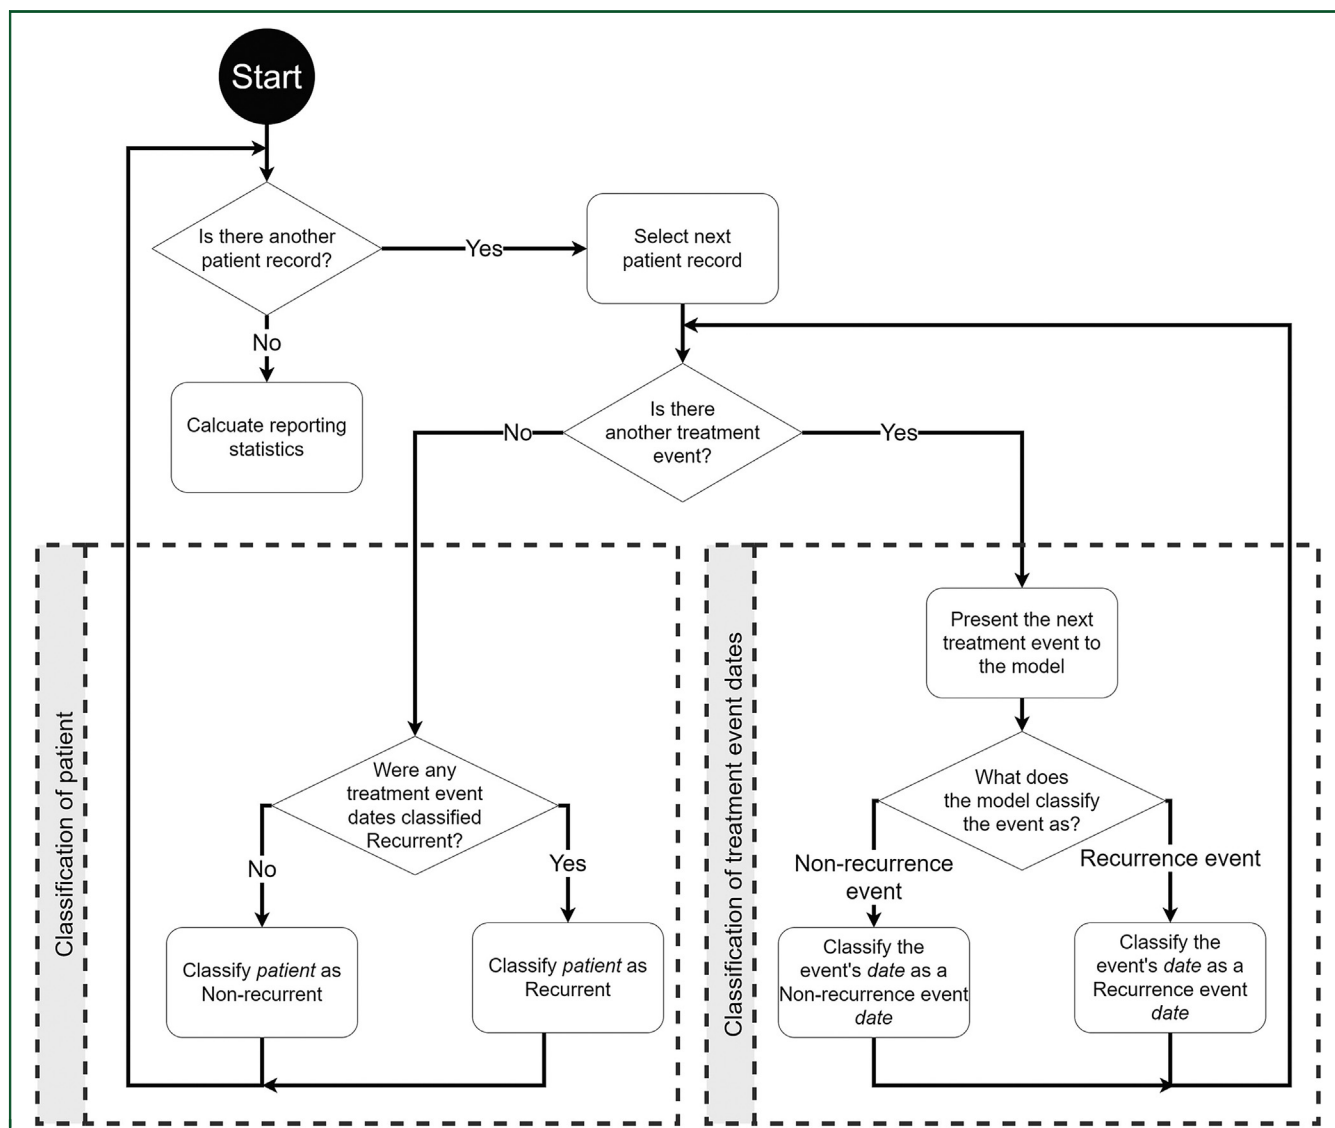 Start
Is there another
patient record?
Yes
Select next
patient record
No
Calcuate reporting
statistics
Is there
another treatment
event?
No
Yes
Classification of patient
Were any
treatment event
dates classified
Recurrent?
No
Yes
Classify patient as
Non-recurrent
Classify patient as
Recurrent
Classification of treatment event dates
Present the next
treatment event to
the model
What does
the model classify
the event as?
Non-recurrence
event
Recurrence event
Classify the
event's date as a
Non-recurrence event
date
Classify the
event's date as a
Recurrence event
date